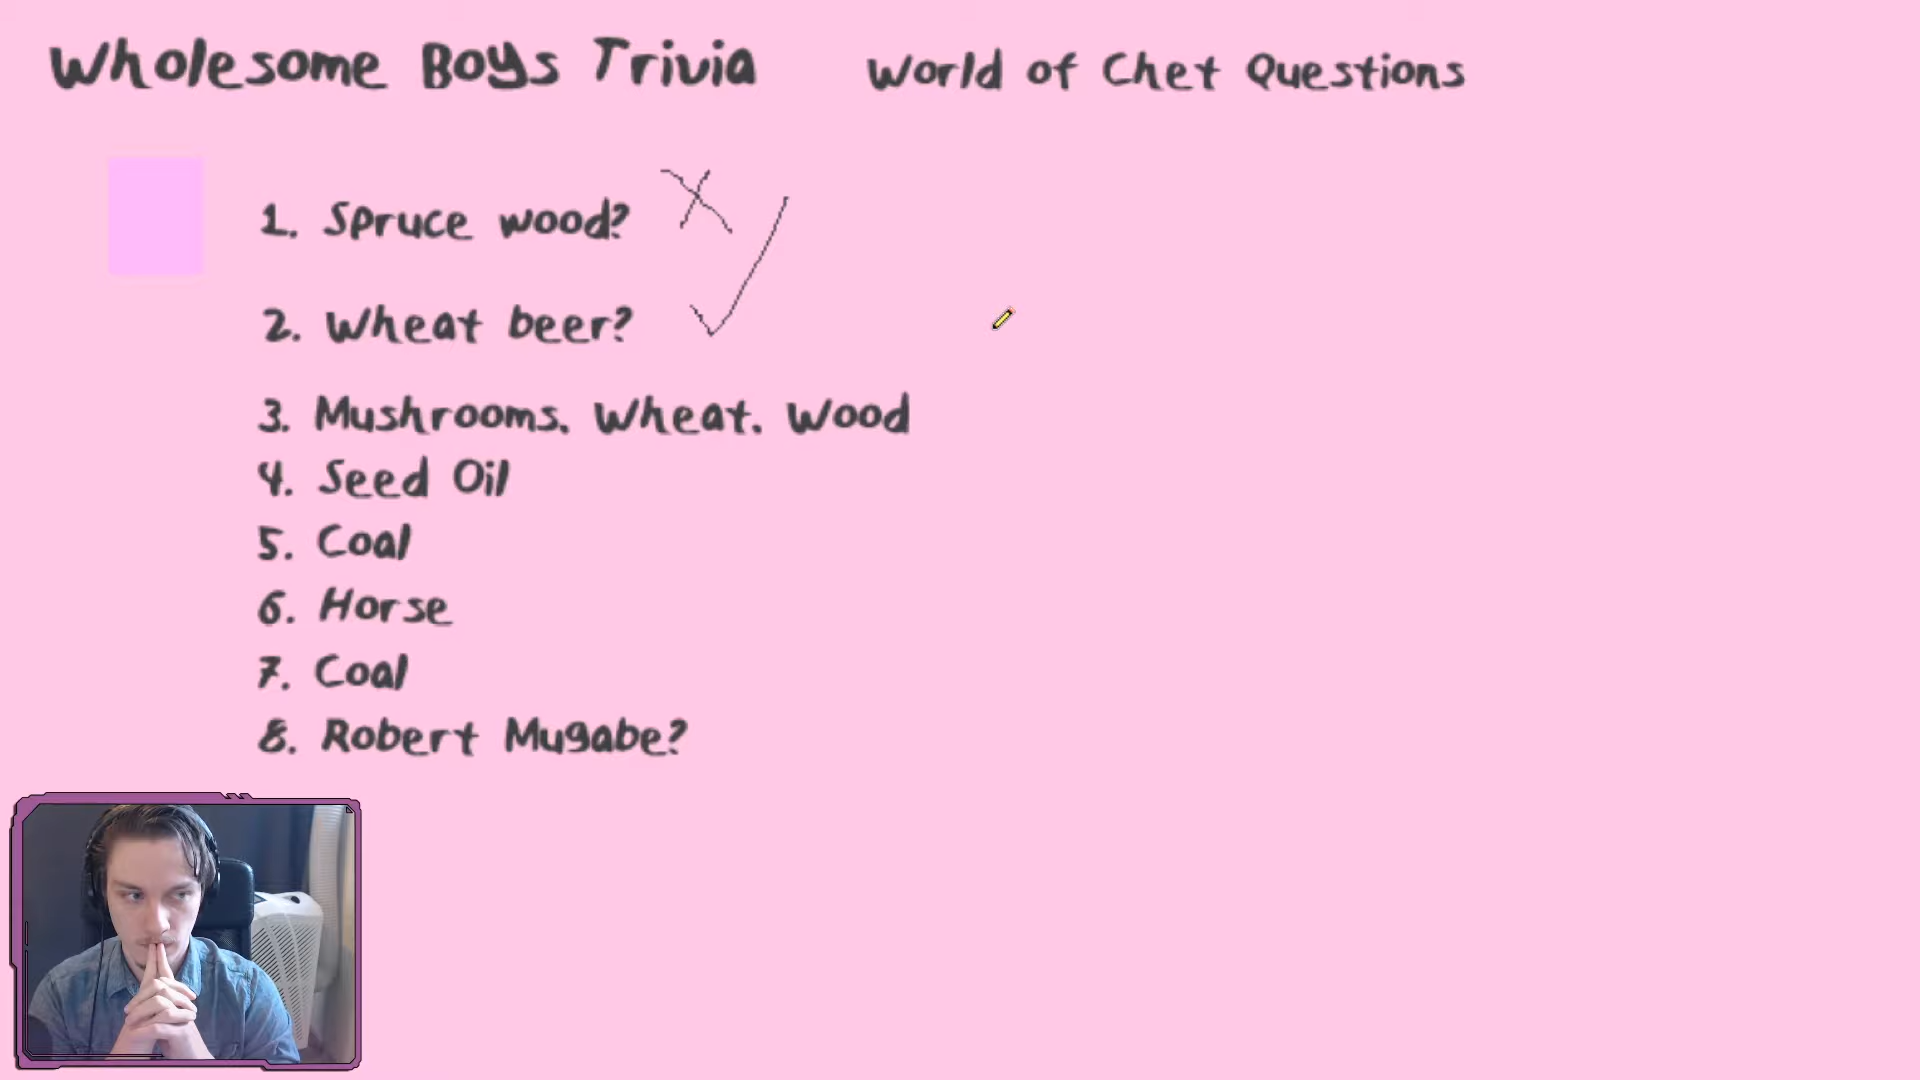 Wholesome Boys Trivia World of Chet Questions
1. Spruce wood?
2. Wheat beer?
3. Mushrooms. Wheat. Wood
4. Seed Oil
5. Coal
6. Horse
7. Coal
8. Robert Mugabe?